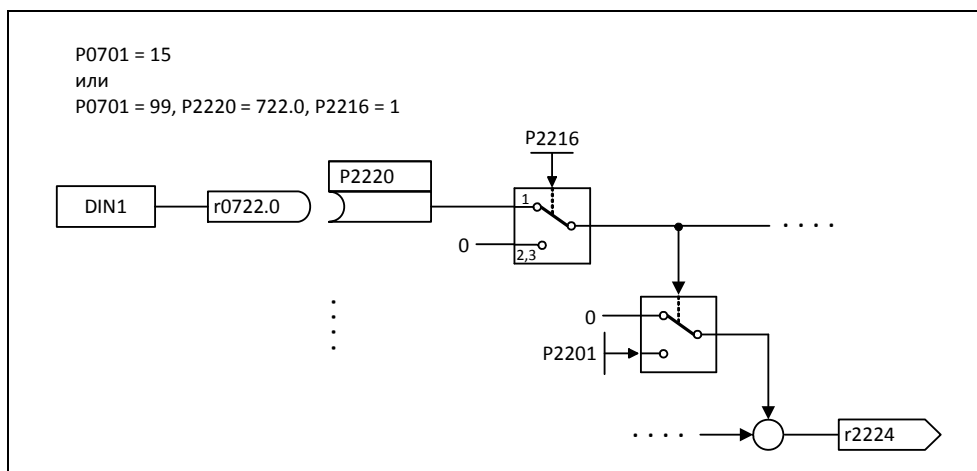 P0701 = 15
или
P0701 = 99, P2220 = 722.0, P2216 = 1
P2216
P2220
DIN1
r0722.0
1
0
2,3
0
P2201
r2224